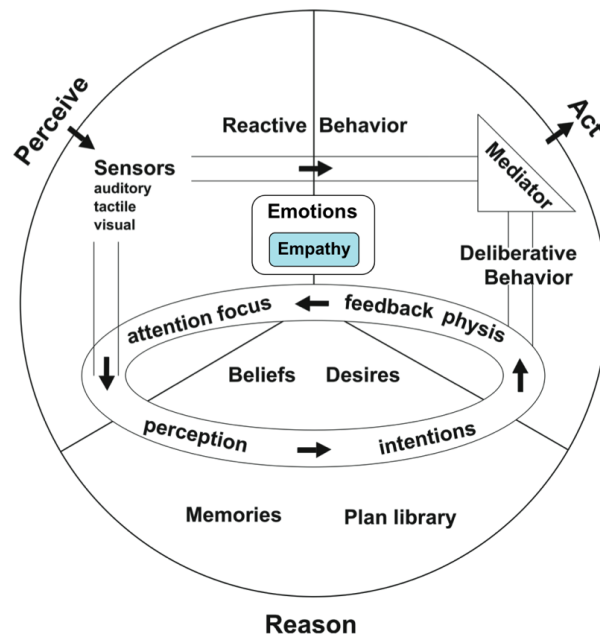 Perceive
Act
Reactive Behavior
Sensors
auditory
tactile
visual
Mediator
Emotions
Empathy
Deliberative
Behavior
attention focus
feedback physis
Beliefs Desires
perception
intentions
Memories
Plan library
Reason